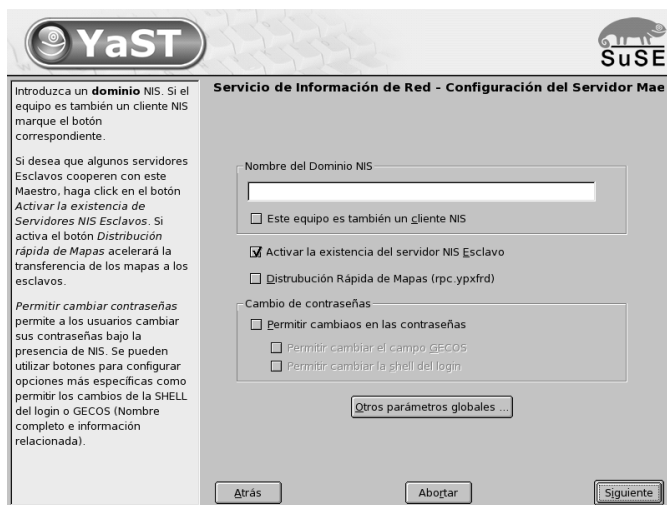 YaST
SuSE
Introduzca un dominio NIS. Si el
equipo es también un cliente NIS
marque el botón
correspondiente.
Si desea que algunos servidores
Esclavos cooperen con este
Maestro, haga click en el botón
Activar la existencia de
Servidores NIS Esclavos. Si
activa el botón Distribución
rápida de Mapas acelerará la
transferencia de los mapas a los
esclavos.
Permitir cambiar contraseñas
permite a los usuarios cambiar
sus contraseñas bajo la
presencia de NIS. Se pueden
utilizar botones para configurar
opciones más específicas como
permitir los cambios de la SHELL
del login o GECOS (Nombre
completo e información
relacionada).
Servicio de Información de Red - Configuración del Servidor Mae
Nombre del Dominio NIS
Este equipo es también un cliente NIS
Activar la existencia del servidor NIS Esclavo
Distrubución Rápida de Mapas (rpc.ypxfrd)
Cambio de contraseñas
Permitir cambiaos en las contraseñas
Permitir cambiar el campo GECOS
Permitir cambiar la shell del login
Otros parámetros globales ...
Atrás
Abortar
Siguiente